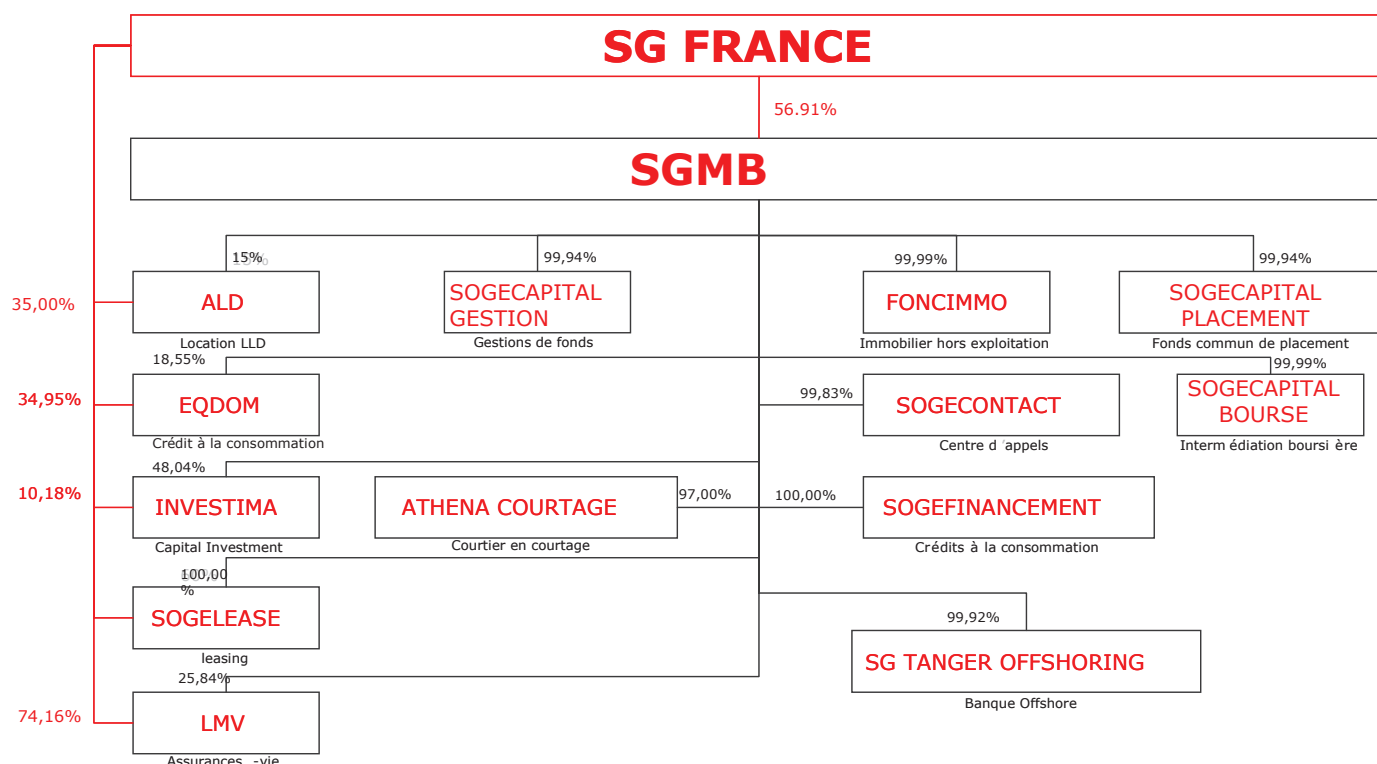 SG FRANCE
56.91%
SGMB
15%
99,94%
99,99%
99,94%
35,00%
ALD
SOGECAPITAL
GESTION
FONCIMMO
SOGECAPITAL
PLACEMENT
Location LLD
Gestions de fonds
Immobilier hors exploitation
Fonds commun de placement
18,55%
99,99%
34,95%
EQDOM
99,83%
SOGECONTACT
SOGECAPITAL
BOURSE
Crédit à la consommation
Centre d 'appels
Interm édiation boursi ère
48,04%
10,18%
INVESTIMA
ATHENA COURTAGE
97,00%
100,00%
SOGEFINANCEMENT
Capital Investment
Courtier en courtage
Crédits à la consommation
100,00
%
SOGELEASE
99,92%
leasing
SG TANGER OFFSHORING
25,84%
Banque Offshore
74,16%
LMV
Assurances -vie